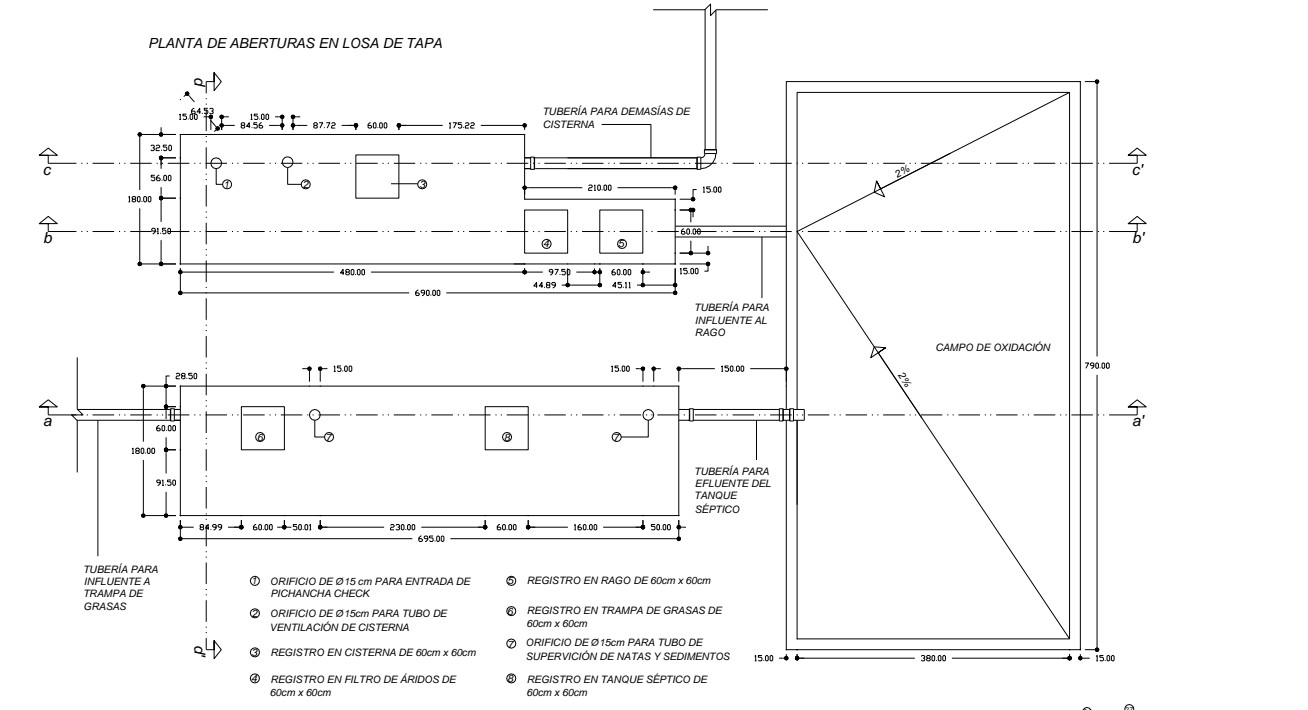 PLANTA DE ABERTURAS EN LOSA DE TAPA
d
64.53
15.00
15.00
84.56
87.72
60.00
175.22
TUBERÍA PARA DEMASÍAS DE
CISTERNA
32.50
56.00
180.00
91.50
c
c'
b
b'
1
2
3
4
5
210.00
15.00
60.00
15.00
480.00
97.50
60.00
44.89
45.11
690.00
2%
2%
TUBERÍA PARA
INFLUENTE AL
RAGO
CAMPO DE OXIDACIÓN
790.00
28.50
15.00
15.00
150.00
a
a'
60.00
180.00
91.50
6
7
8
7
84.99
60.00
50.01
230.00
60.00
160.00
50.00
695.00
TUBERÍA PARA
EFLUENTE DEL
TANQUE
SÉPTICO
TUBERÍA PARA
INFLUENTE A
TRAMPA DE
GRASAS
15.00
380.00
15.00
1 ORIFICIO DE Ø15 cm PARA ENTRADA DE
PICHANCHA CHECK
2 ORIFICIO DE Ø15cm PARA TUBO DE
VENTILACIÓN DE CISTERNA
3 REGISTRO EN CISTERNA DE 60cm x 60cm
4 REGISTRO EN FILTRO DE ÁRIDOS DE
60cm x 60cm
5 REGISTRO EN RAGO DE 60cm x 60cm
6 REGISTRO EN TRAMPA DE GRASAS DE
60cm x 60cm
7 ORIFICIO DE Ø15cm PARA TUBO DE
SUPERVICIÓN DE NATAS Y SEDIMENTOS
8 REGISTRO EN TANQUE SÉPTICO DE
60cm x 60cm